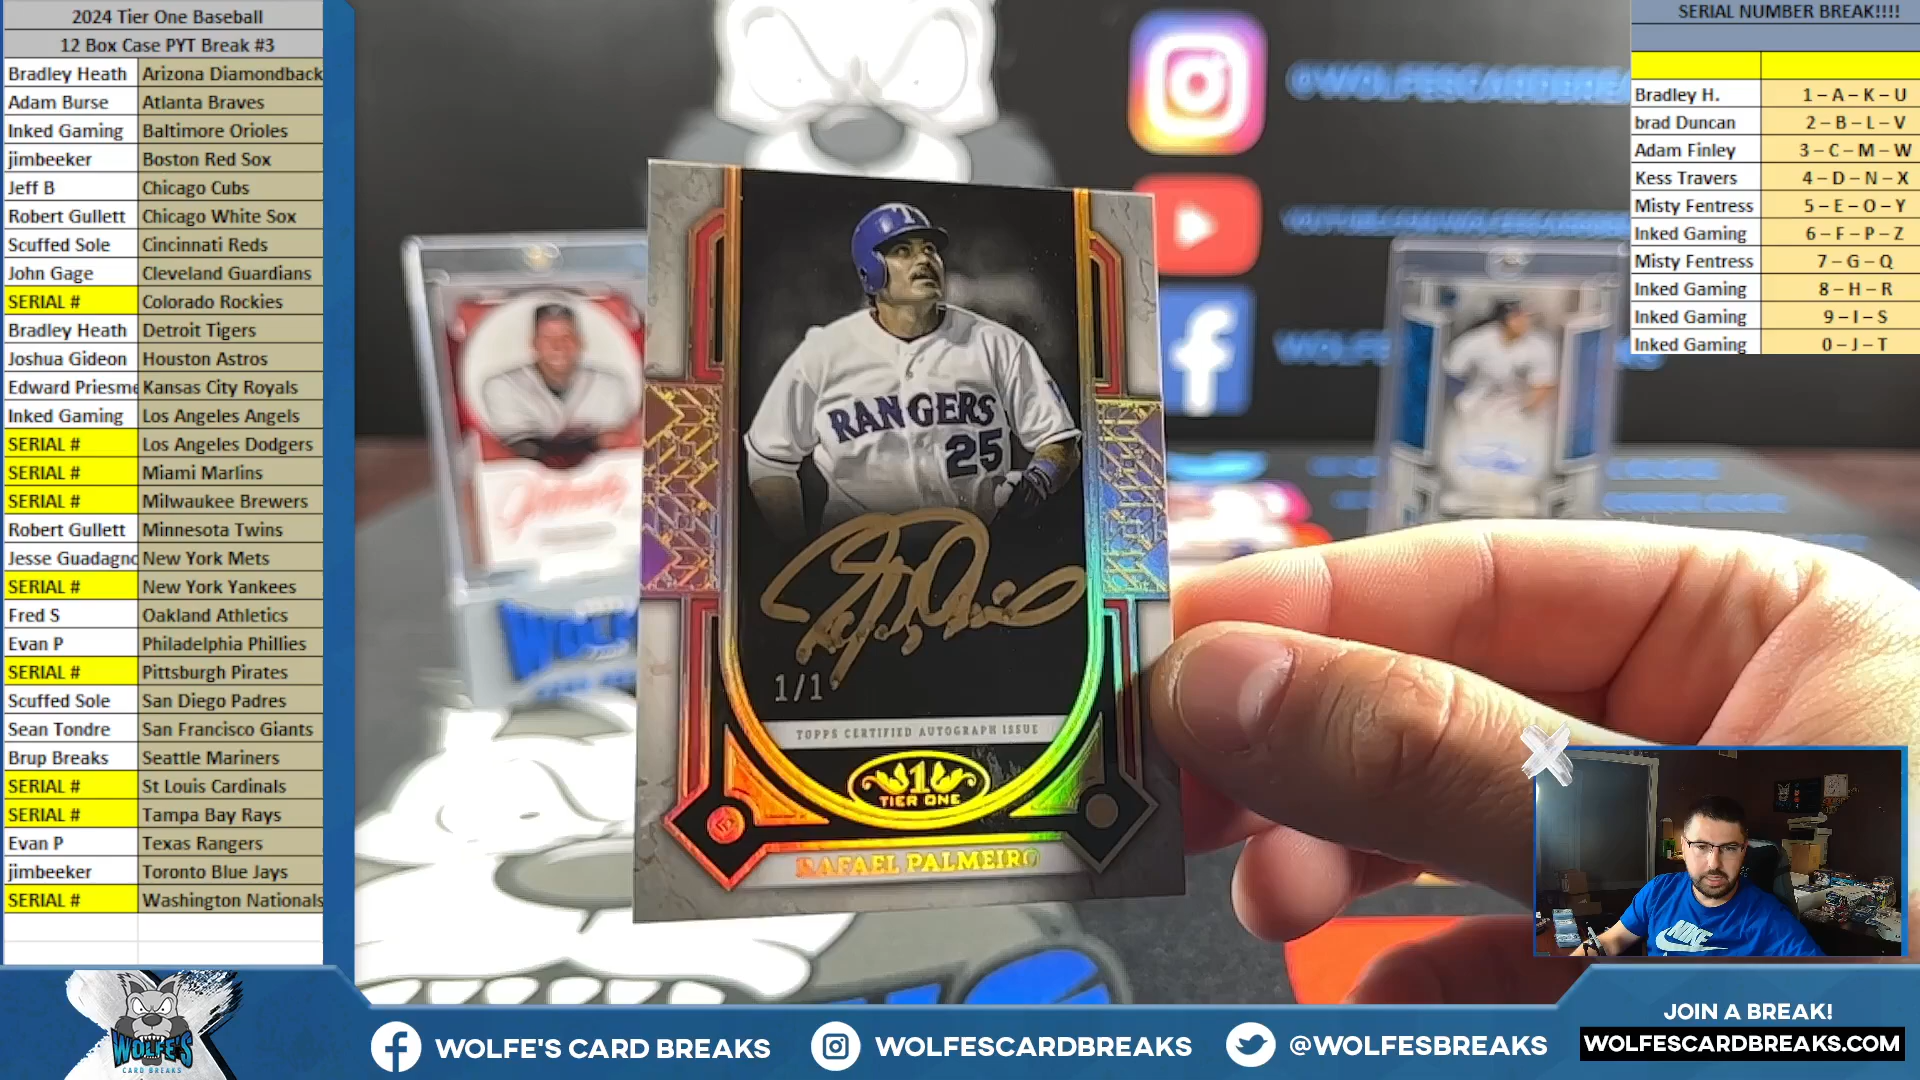 2024 Tier One Baseball
12 Box Case PYT Break #3
Bradley Heath Arizona Diamondback
Adam Burse Atlanta Braves
Inked Gaming Baltimore Orioles
jimbeeker Boston Red Sox
Jeff B Chicago Cubs
Robert Gullett Chicago White Sox
Scuffed Sole Cincinnati Reds
John Gage Cleveland Guardians
SERIAL # Colorado Rockies
Bradley Heath Detroit Tigers
Joshua Gideon Houston Astros
Edward Priesme Kansas City Royals
Inked Gaming Los Angeles Angels
SERIAL # Los Angeles Dodgers
SERIAL # Miami Marlins
SERIAL # Milwaukee Brewers
Robert Gullett Minnesota Twins
Jesse Guadagno New York Mets
SERIAL # New York Yankees
Fred S Oakland Athletics
Evan P Philadelphia Phillies
SERIAL # Pittsburgh Pirates
Scuffed Sole San Diego Padres
Sean Tondre San Francisco Giants
Brup Breaks Seattle Mariners
SERIAL # St Louis Cardinals
SERIAL # Tampa Bay Rays
Evan P Texas Rangers
jimbeeker Toronto Blue Jays
SERIAL # Washington Nationals
@WOLFESCARDBREA
T
RANGERS
25
1/1
TOPPS CERTIFIED AUTOGRAPH ISSUE
1
TIER ONE
RAFAEL PALMEIRO
SERIAL NUMBER BREAK!!!!
Bradley H. 1 – A – K – U
brad Duncan 2 – B – L – V
Adam Finley 3 – C – M – W
Kess Travers 4 – D – N – X
Misty Fentress 5 – E – O – Y
Inked Gaming 6 – F – P – Z
Misty Fentress 7 – G – Q
Inked Gaming 8 – H – R
Inked Gaming 9 – I – S
Inked Gaming 0 – J – T
NIKE
WOLFE'S
CARD BREAKS
WOLFE'S CARD BREAKS
WOLFESCARDBREAKS
@WOLFESBREAKS
JOIN A BREAK!
WOLFESCARDBREAKS.COM